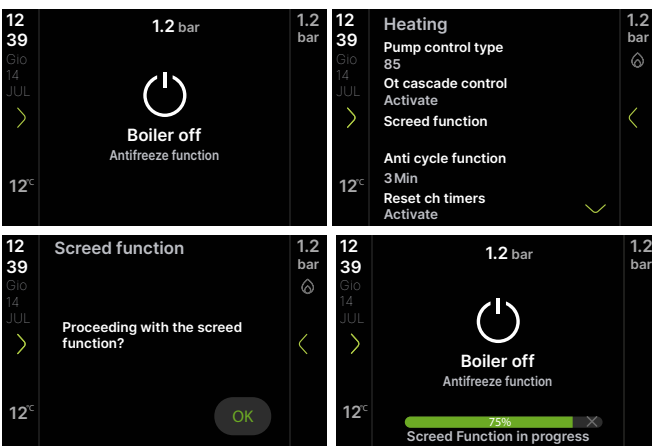 12
39
Gio
14
JUL
12°C
1.2 bar
Boiler off
Antifreeze function
1.2
bar
12
39
Gio
14
JUL
12°C
Heating
Pump control type
85
Ot cascade control
Activate
Screed function
Anti cycle function
3 Min
Reset ch timers
Activate
1.2
bar
12
39
Gio
14
JUL
12°C
Screed function
Proceeding with the screed
function?
OK
1.2
bar
12
39
Gio
14
JUL
12°C
1.2 bar
Boiler off
Antifreeze function
75%
Screed Function in progress
1.2
bar